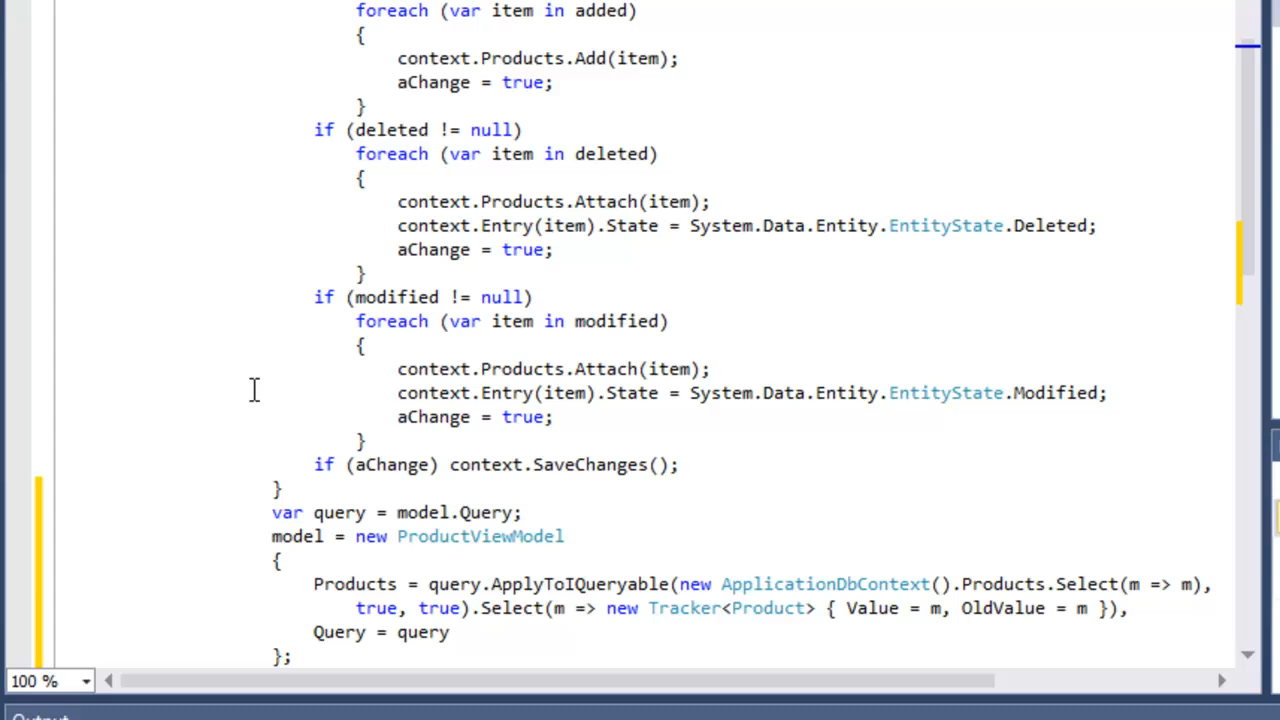 foreach (var item in added)
{
context.Products.Add(item);
aChange = true;
}
if (deleted != null)
foreach (var item in deleted)
{
context.Products.Attach(item);
context.Entry(item).State = System.Data.Entity.EntityState.Deleted;
aChange = true;
}
if (modified != null)
foreach (var item in modified)
{
context.Products.Attach(item);
context.Entry(item).State = System.Data.Entity.EntityState.Modified;
aChange = true;
}
if (aChange) context.SaveChanges();
}
var query = model.Query;
model = new ProductViewModel
{
Products = query.ApplyToIQueryable(new ApplicationDbContext().Products.Select(m => m),
true, true).Select(m => new Tracker<Product> { Value = m, OldValue = m }),
Query = query
};
100 %
Output